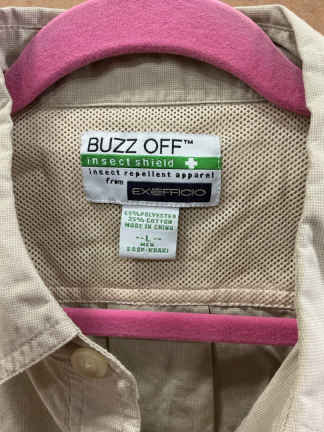 BUZZ OFF™
insect shield
insect repellent apparel
from EXOFFICIO
65%POLYESTER
35% COTTON
MADE IN CHINA
--L--
MEN